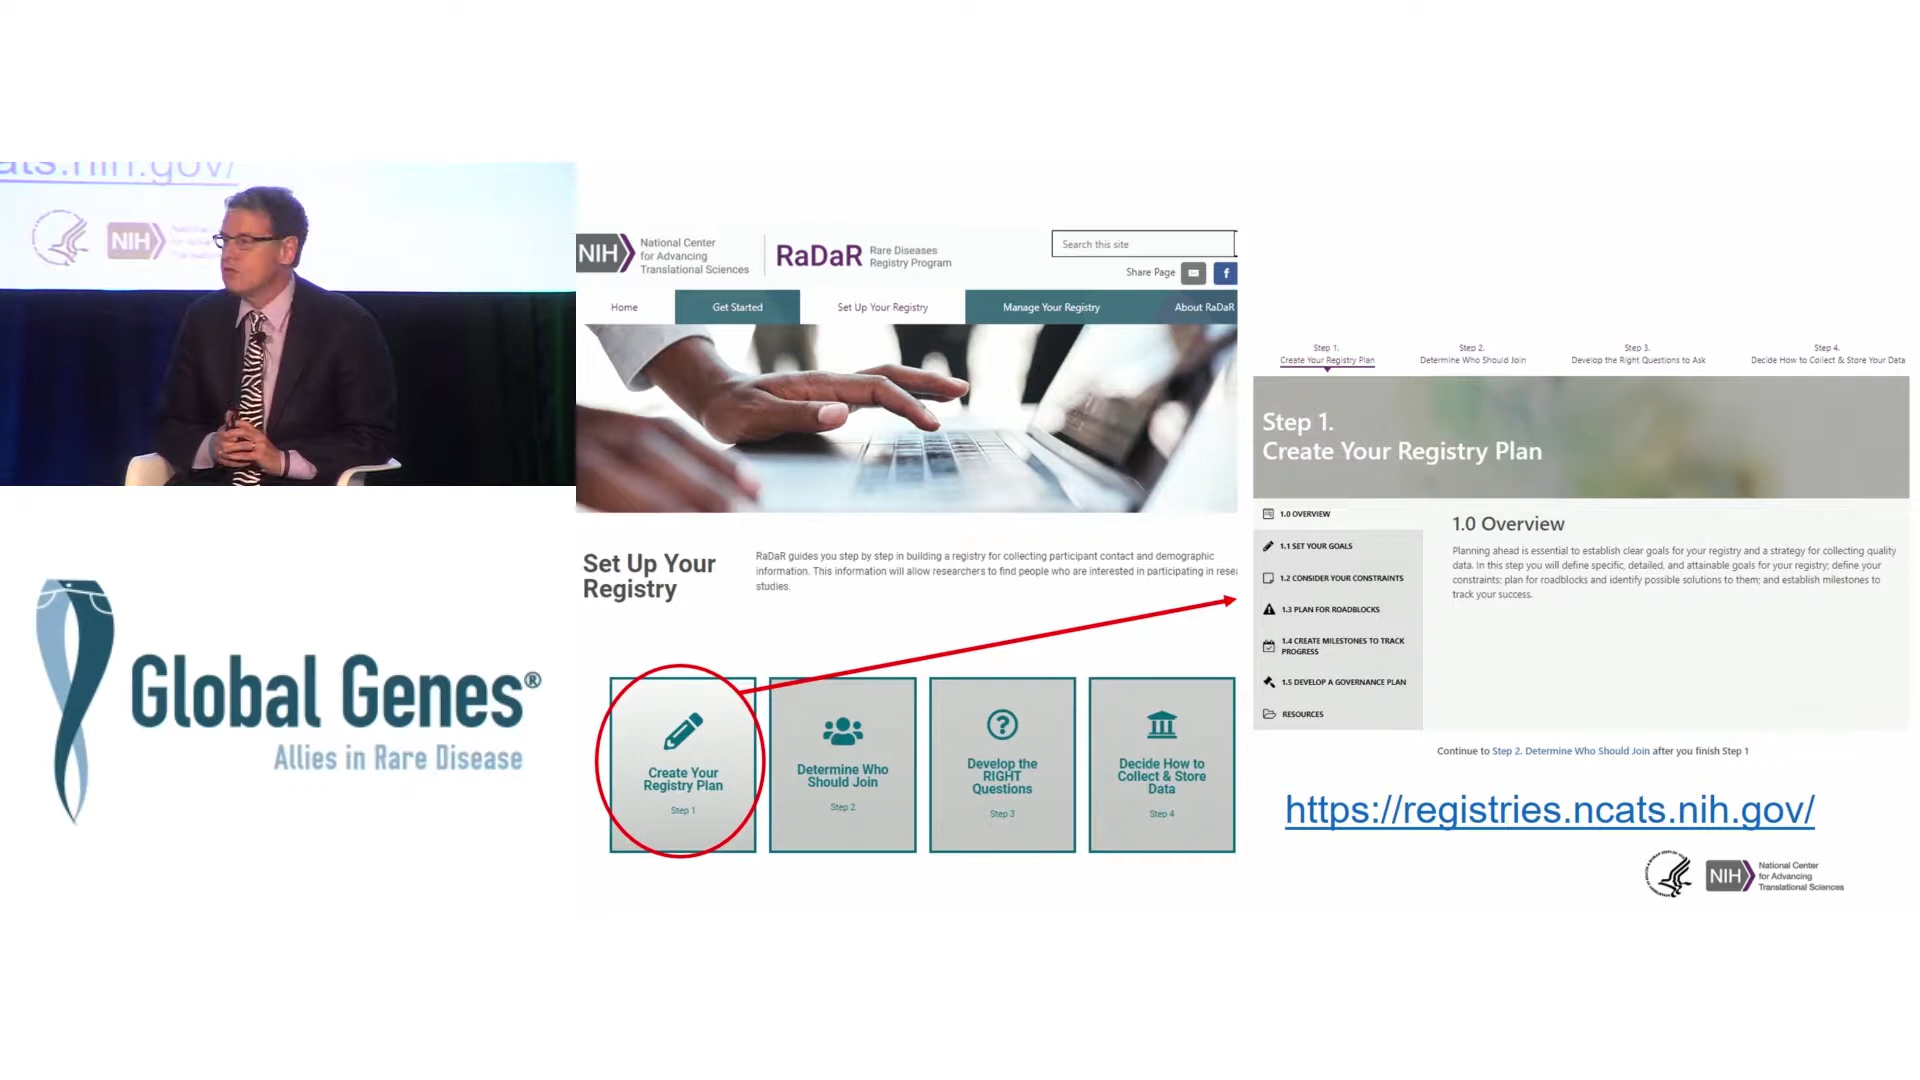 ats.nih.gov/
NIH
Global Genes®
Allies in Rare Disease
NIH
National Center
for Advancing
Translational Sciences
RaDaR
Rare Diseases
Registry Program
Search this site
Share Page
f
Home
Get Started
Set Up Your Registry
Manage Your Registry
About RaDaR
Set Up Your
Registry
RaDaR guides you step by step in building a registry for collecting participant contact and demographic
information. This information will allow researchers to find people who are interested in participating in rese
studies.
Create Your
Registry Plan
Step 1
Determine Who
Should Join
Step 2
?
Develop the
RIGHT
Questions
Step 3
Decide How to
Collect & Store
Data
Step 4
Step 1.
Create Your Registry Plan
Step 2.
Determine Who Should Join
Step 3.
Develop the Right Questions to Ask
Step 4.
Decide How to Collect & Store Your Data
Step 1.
Create Your Registry Plan
1.0 OVERVIEW
1.1 SET YOUR GOALS
1.2 CONSIDER YOUR CONSTRAINTS
1.3 PLAN FOR ROADBLOCKS
1.4 CREATE MILESTONES TO TRACK
PROGRESS
1.5 DEVELOP A GOVERNANCE PLAN
RESOURCES
1.0 Overview
Planning ahead is essential to establish clear goals for your registry and a strategy for collecting quality
data. In this step you will define specific, detailed, and attainable goals for your registry; define your
constraints; plan for roadblocks and identify possible solutions to them; and establish milestones to
track your success.
Continue to Step 2. Determine Who Should Join after you finish Step 1
https://registries.ncats.nih.gov/
NIH
National Center
for Advancing
Translational Sciences